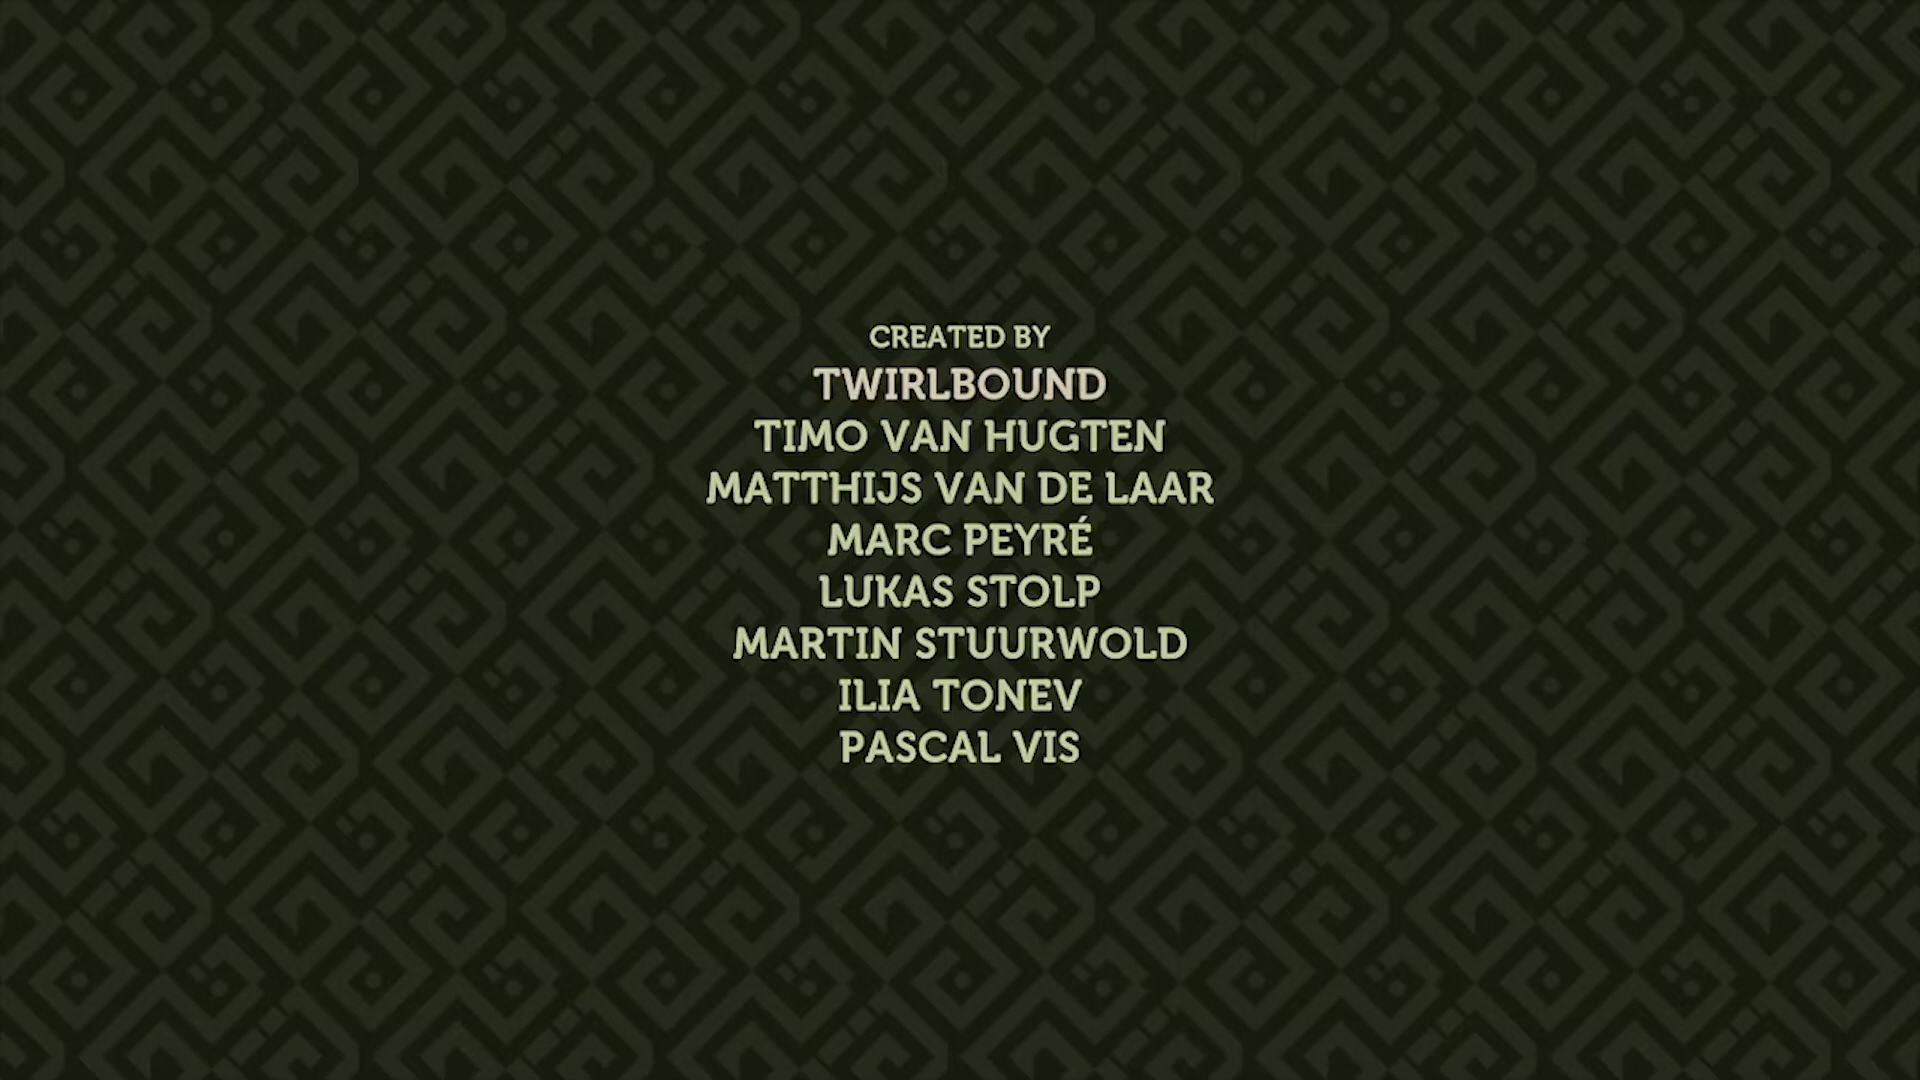 CREATED BY
TWIRLBOUND
TIMO VAN HUGTEN
MATTHIJS VAN DE LAAR
MARC PEYRÉ
LUKAS STOLP
MARTIN STUURWOLD
ILIA TONEV
PASCAL VIS